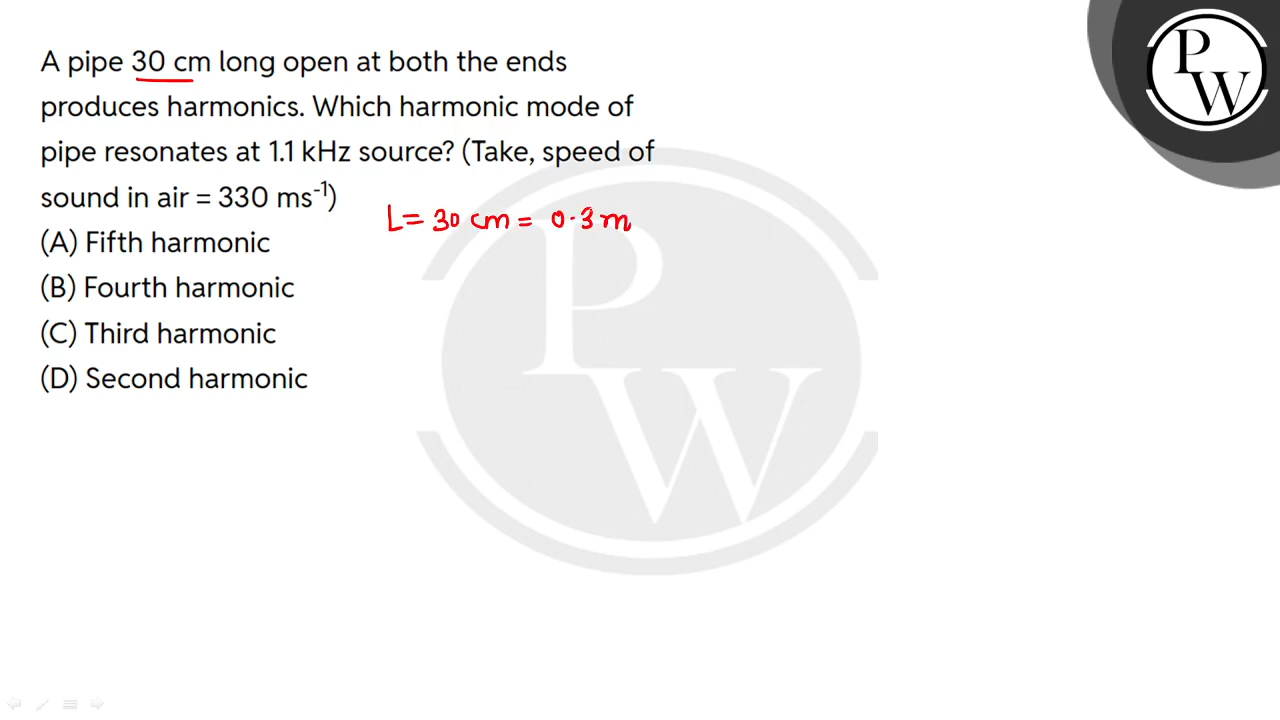 A pipe 30 cm long open at both the ends
produces harmonics. Which harmonic mode of
pipe resonates at 1.1 kHz source? (Take, speed of
sound in air = 330 ms⁻¹)
L = 30 cm = 0.3 m
(A) Fifth harmonic
(B) Fourth harmonic
(C) Third harmonic
(D) Second harmonic
P
W
P
W